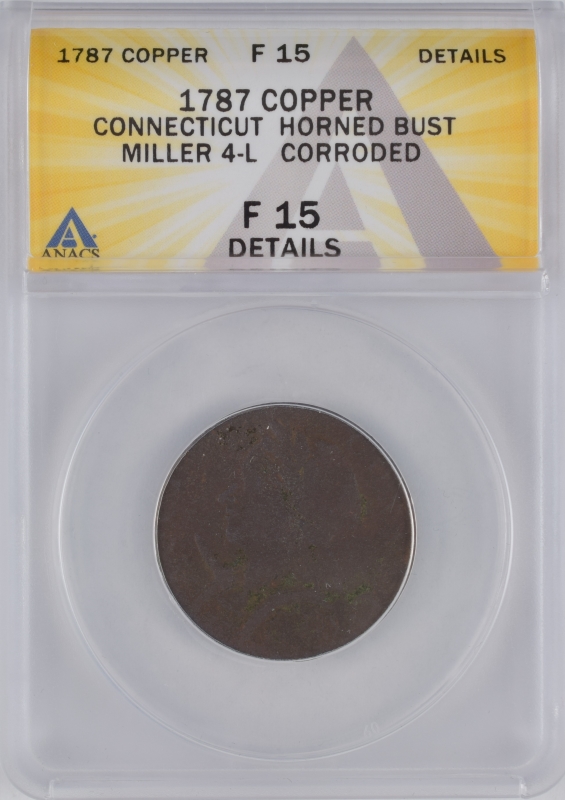 1787 COPPER F 15 DETAILS
1787 COPPER
CONNECTICUT HORNED BUST
MILLER 4-L CORRODED
F 15
DETAILS
ANACS